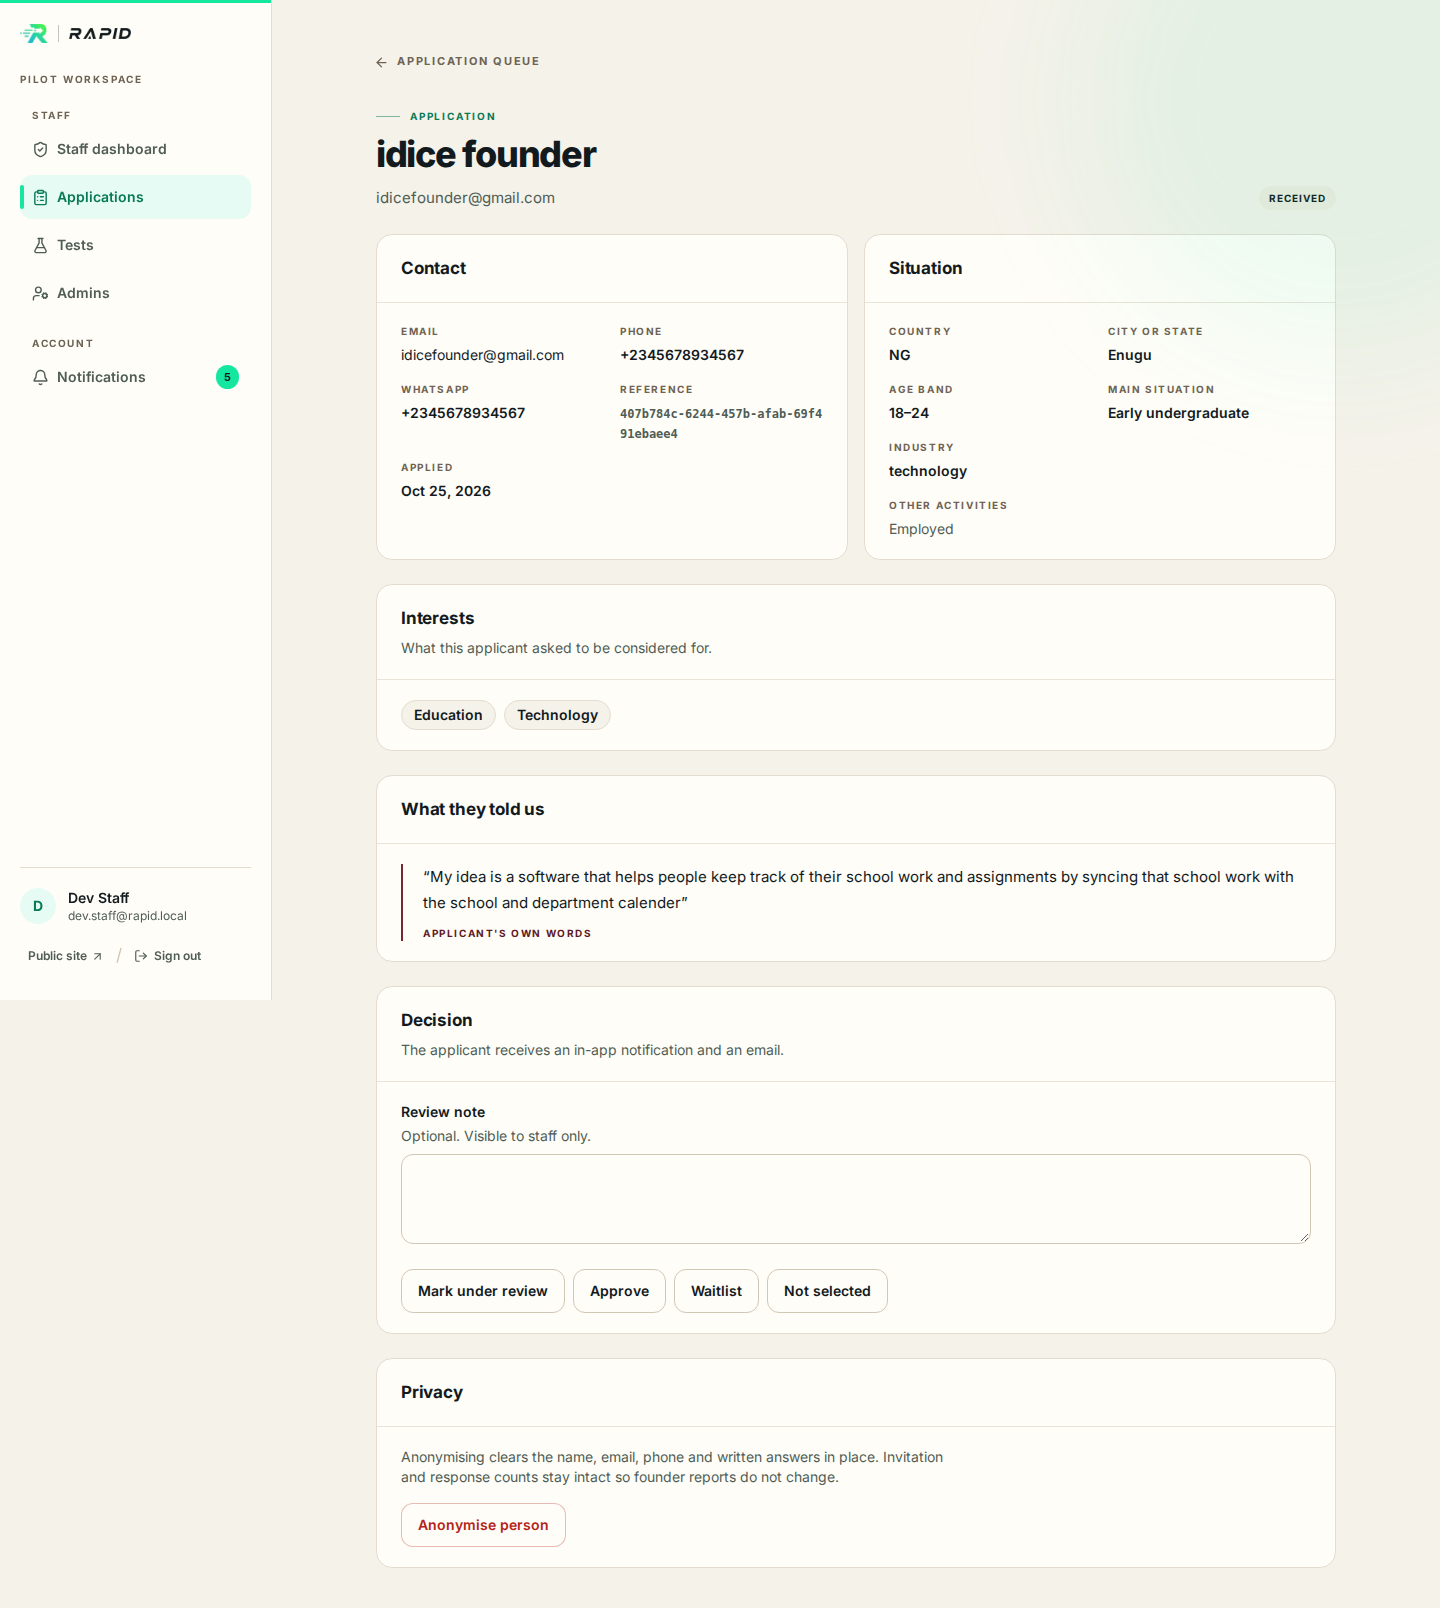 RAPID
PILOT WORKSPACE
STAFF
Staff dashboard
Applications
Tests
Admins
ACCOUNT
Notifications 5
D
Dev Staff
dev.staff@rapid.local
Public site / Sign out
APPLICATION QUEUE
APPLICATION
idice founder
idicefounder@gmail.com
RECEIVED
Contact
EMAIL PHONE
idicefounder@gmail.com +2345678934567
WHATSAPP REFERENCE
+2345678934567 407b784c-6244-457b-afab-69f4
91ebaee4
APPLIED
Oct 25, 2026
Situation
COUNTRY CITY OR STATE
NG Enugu
AGE BAND MAIN SITUATION
18–24 Early undergraduate
INDUSTRY
technology
OTHER ACTIVITIES
Employed
Interests
What this applicant asked to be considered for.
Education Technology
What they told us
“My idea is a software that helps people keep track of their school work and assignments by syncing that school work with
the school and department calender”
APPLICANT'S OWN WORDS
Decision
The applicant receives an in-app notification and an email.
Review note
Optional. Visible to staff only.
Mark under review Approve Waitlist Not selected
Privacy
Anonymising clears the name, email, phone and written answers in place. Invitation
and response counts stay intact so founder reports do not change.
Anonymise person